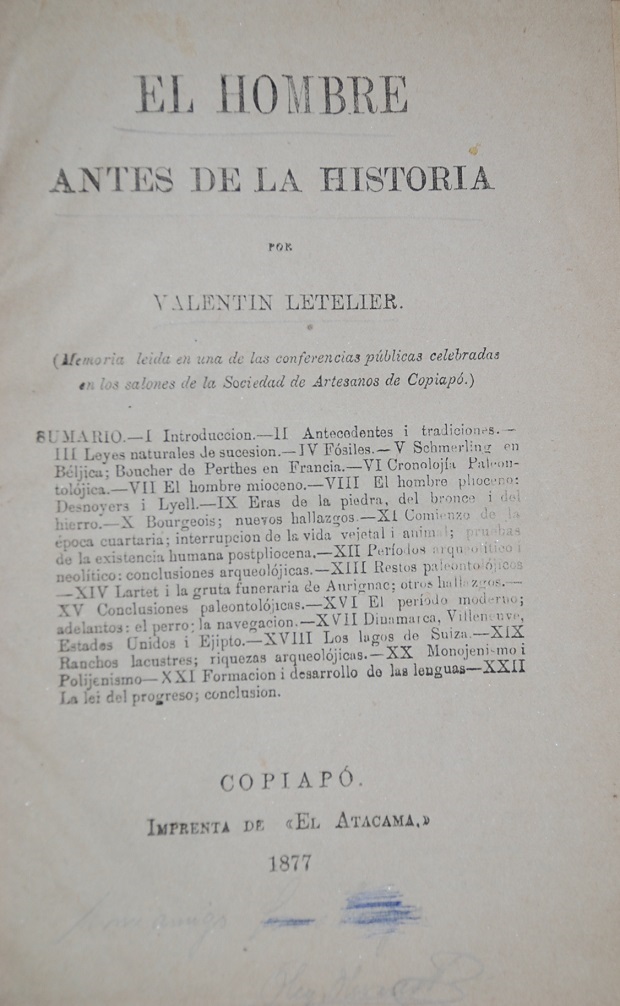 EL HOMBRE
ANTES DE LA HISTORIA
POR
VALENTIN LETELIER.
(Memoria leida en una de las conferencias públicas celebradas
en los salones de la Sociedad de Artesanos de Copiapó.)
SUMARIO.—I Introduccion.—II Antecedentes i tradiciones.—
III Leyes naturales de sucesion.—IV Fósiles.—V Schmerling en
Béljica; Boucher de Perthes en Francia.—VI Cronolojía Paleon-
tolójica.—VII El hombre mioceno.—VIII El hombre plioceno:
Desnoyers i Lyell.—IX Eras de la piedra, del bronce i del
hierro.—X Bourgeois; nuevos hallazgos.—XI Comienzo de la
época cuartaria; interrupcion de la vida vejetal i animal; pruebas
de la existencia humana postpliocena.—XII Períodos arqueolítico i
neolítico: conclusiones arqueolójicas.—XIII Restos paleontolójicos
—XIV Lartet i la gruta funeraria de Aurignac; otros hallazgos.—
XV Conclusiones paleontolójicas.—XVI El período moderno;
adelantos: el perro; la navegacion.—XVII Dinamarca, Villeneuve,
Estados Unidos i Ejipto.—XVIII Los lagos de Suiza.—XIX
Ranchos lacustres; riquezas arqueolójicas.—XX Monojenismo i
Polijenismo—XXI Formacion i desarrollo de las lenguas—XXII
La lei del progreso; conclusion.
COPIAPÓ.
IMPRENTA DE «EL ATACAMA,»
1877